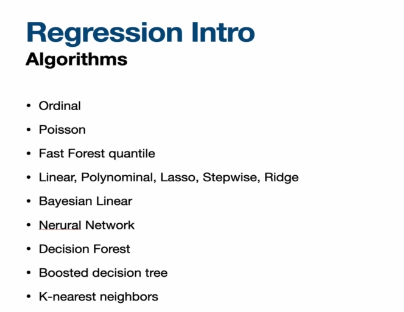 Regression Intro
Algorithms
• Ordinal
• Poisson
• Fast Forest quantile
• Linear, Polynominal, Lasso, Stepwise, Ridge
• Bayesian Linear
• Nerural Network
• Decision Forest
• Boosted decision tree
• K-nearest neighbors